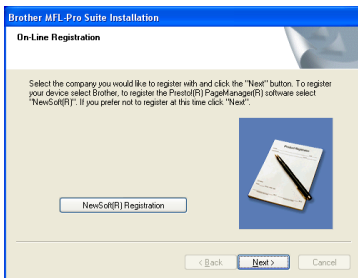 Brother MFL-Pro Suite Installation
On-Line Registration
Select the company you would like to register with and click the "Next" button. To register
your device select Brother, to register the Presto!(R) PageManager(R) software select
"NewSoft(R)". If you prefer not to register at this time click "Next".
NewSoft(R) Registration
< Back
Next >
Cancel